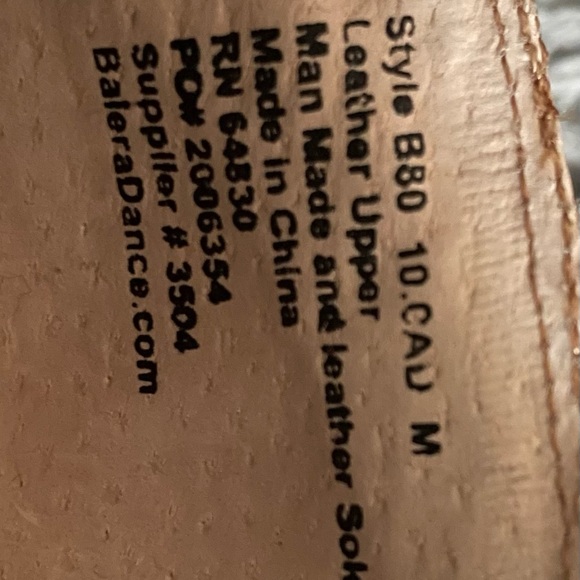 Style B80 10.CAD M
Leather Upper
Man Made and leather
Made in China
RN 64830
PO# 2006354
Supplier # 3504
BaleraDance.com